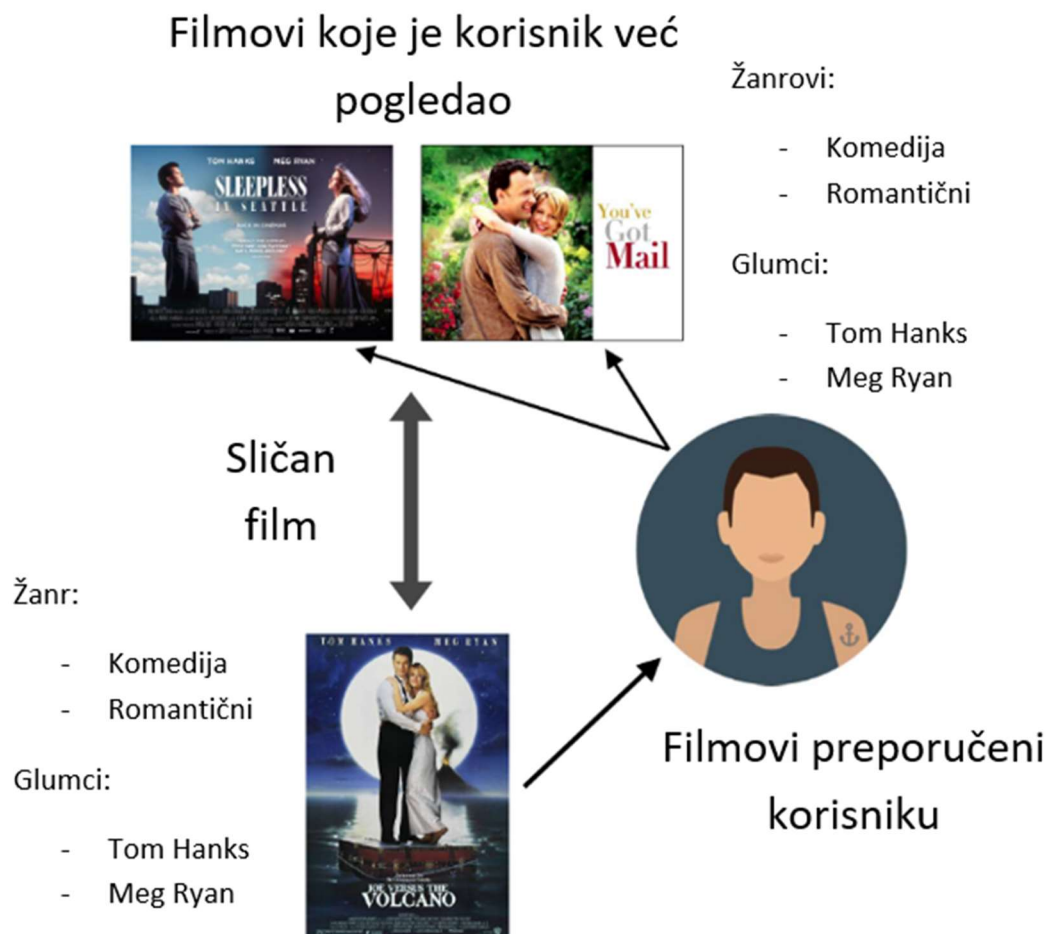 Filmovi koje je korisnik već
pogledao
Žanrovi:
- Komedija
- Romantični
Glumci:
- Tom Hanks
- Meg Ryan
TOM HANKS MEG RYAN
SLEEPLESS
IN SEATTLE
You've
Got
Mail
Sličan
film
Žanr:
- Komedija
- Romantični
Glumci:
- Tom Hanks
- Meg Ryan
TOM HANKS MEG RYAN
JOE VERSUS THE
VOLCANO
Filmovi preporučeni
korisniku